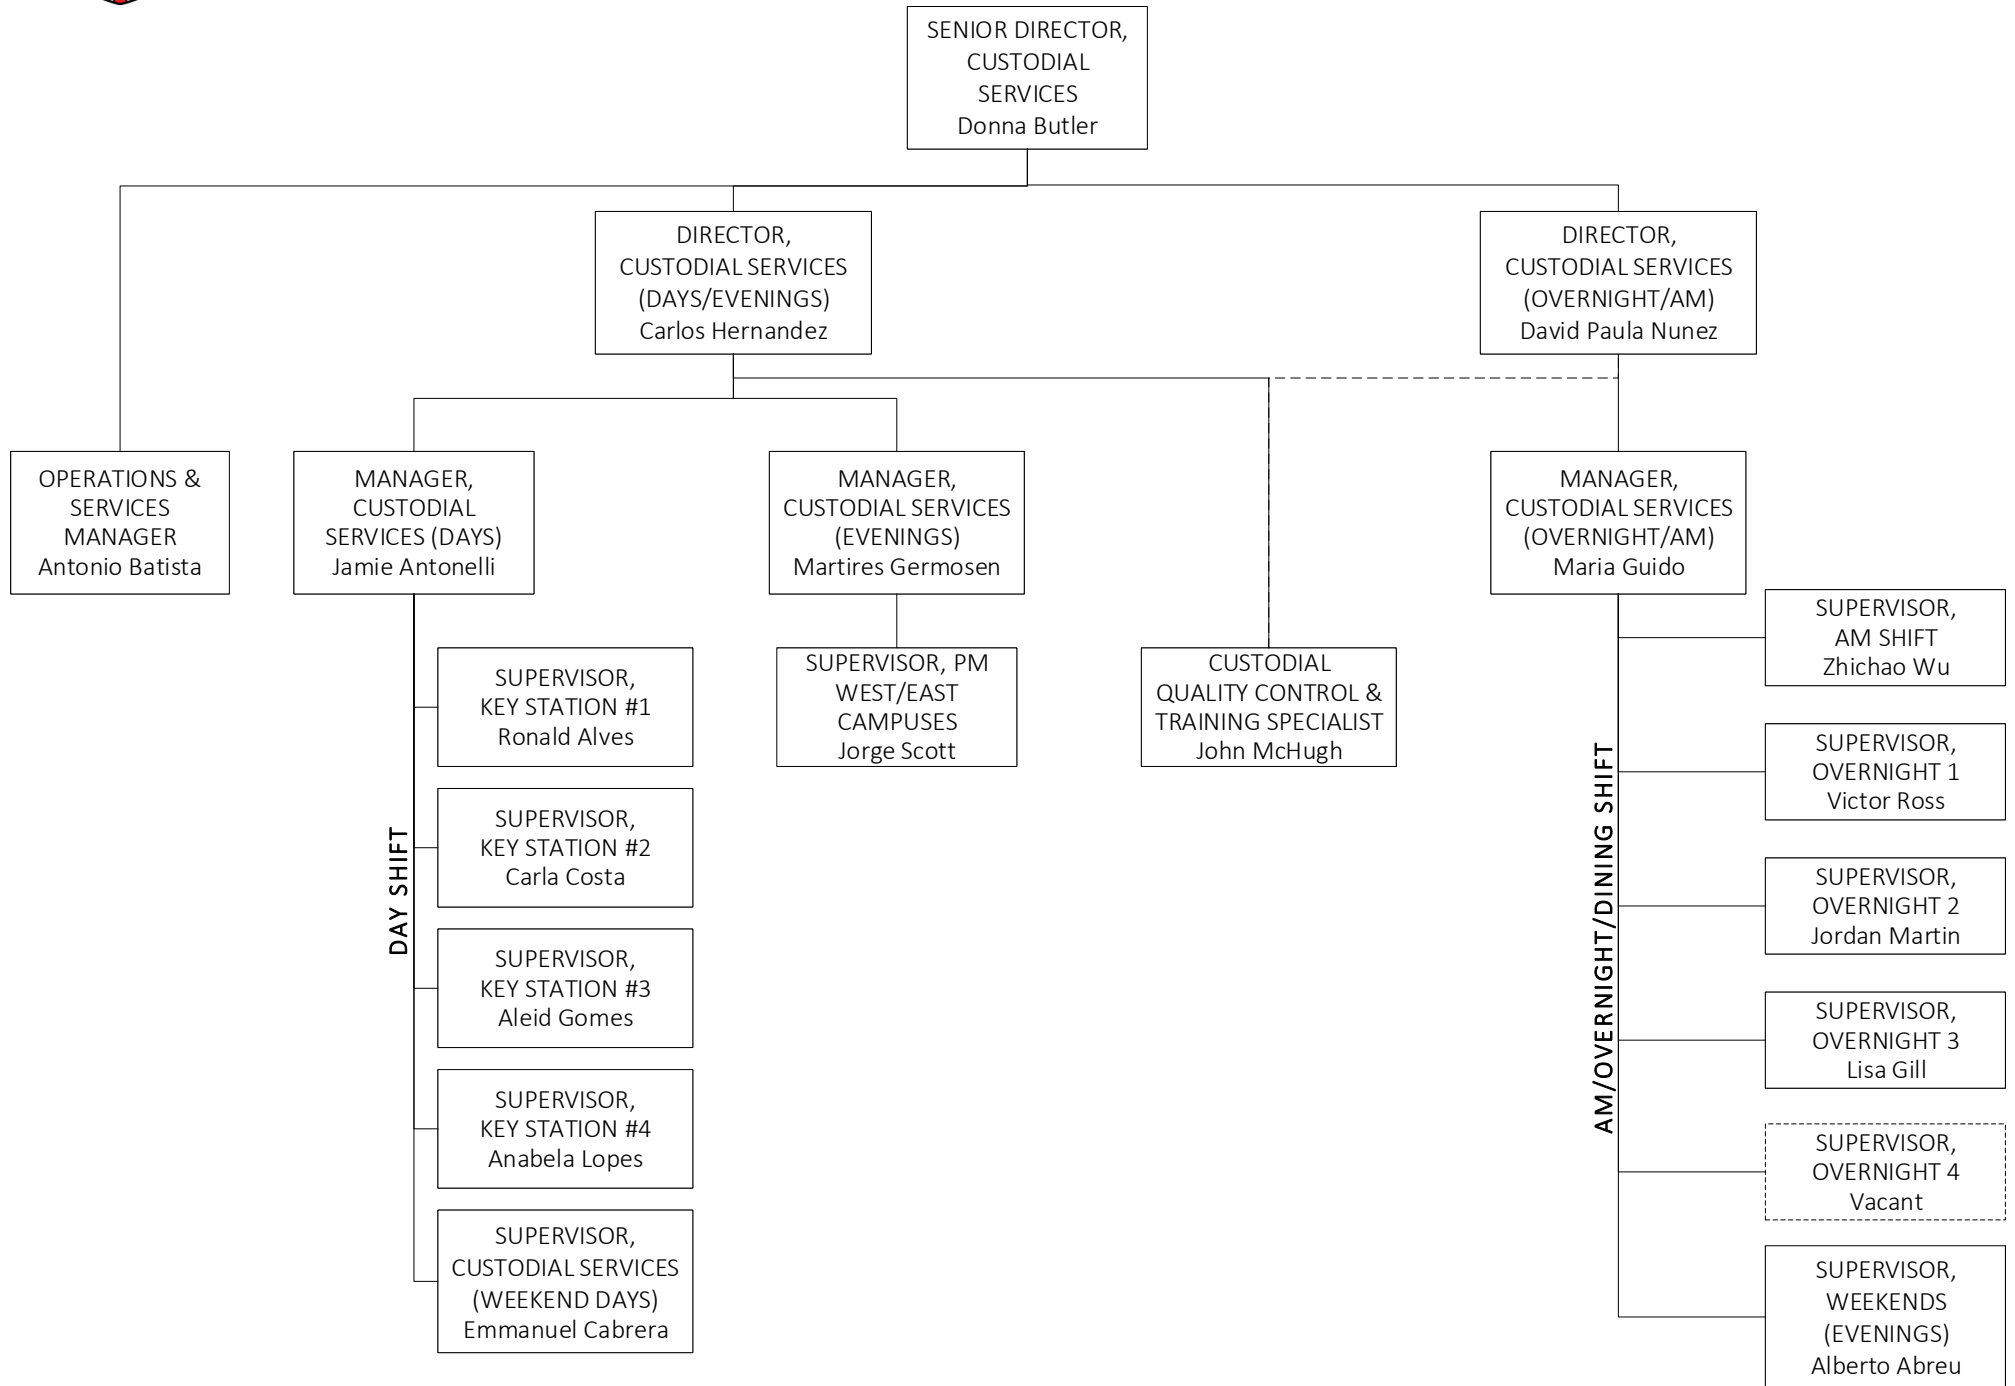 SENIOR DIRECTOR,
CUSTODIAL
SERVICES
Donna Butler
DIRECTOR,
CUSTODIAL SERVICES
(DAYS/EVENINGS)
Carlos Hernandez
DIRECTOR,
CUSTODIAL SERVICES
(OVERNIGHT/AM)
David Paula Nunez
OPERATIONS &
SERVICES
MANAGER
Antonio Batista
MANAGER,
CUSTODIAL
SERVICES (DAYS)
Jamie Antonelli
MANAGER,
CUSTODIAL SERVICES
(EVENINGS)
Martires Germosen
MANAGER,
CUSTODIAL SERVICES
(OVERNIGHT/AM)
Maria Guido
DAY SHIFT
SUPERVISOR,
KEY STATION #1
Ronald Alves
SUPERVISOR,
KEY STATION #2
Carla Costa
SUPERVISOR,
KEY STATION #3
Aleid Gomes
SUPERVISOR,
KEY STATION #4
Anabela Lopes
SUPERVISOR,
CUSTODIAL SERVICES
(WEEKEND DAYS)
Emmanuel Cabrera
SUPERVISOR, PM
WEST/EAST
CAMPUSES
Jorge Scott
CUSTODIAL
QUALITY CONTROL &
TRAINING SPECIALIST
John McHugh
AM/OVERNIGHT/DINING SHIFT
SUPERVISOR,
AM SHIFT
Zhichao Wu
SUPERVISOR,
OVERNIGHT 1
Victor Ross
SUPERVISOR,
OVERNIGHT 2
Jordan Martin
SUPERVISOR,
OVERNIGHT 3
Lisa Gill
SUPERVISOR,
OVERNIGHT 4
Vacant
SUPERVISOR,
WEEKENDS
(EVENINGS)
Alberto Abreu